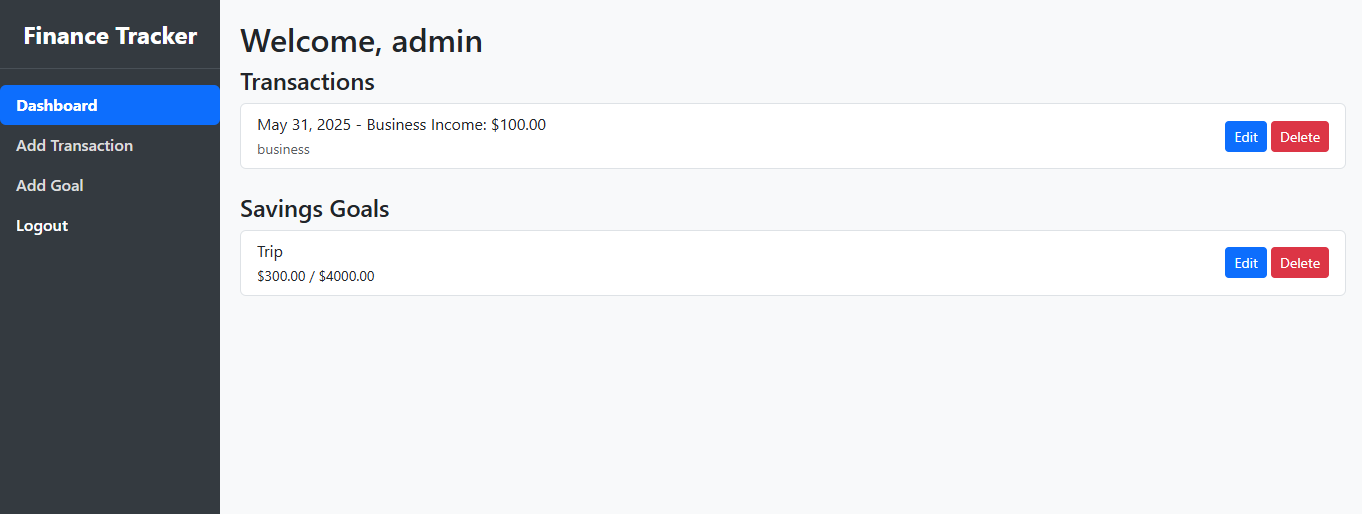 Finance Tracker
Dashboard
Add Transaction
Add Goal
Logout
Welcome, admin
Transactions
May 31, 2025 - Business Income: $100.00
business
Edit Delete
Savings Goals
Trip
$300.00 / $4000.00
Edit Delete